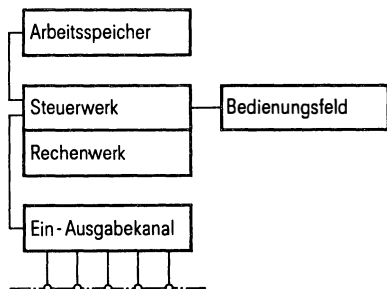 Arbeitsspeicher
Steuerwerk
Bedienungsfeld
Rechenwerk
Ein-Ausgabekanal